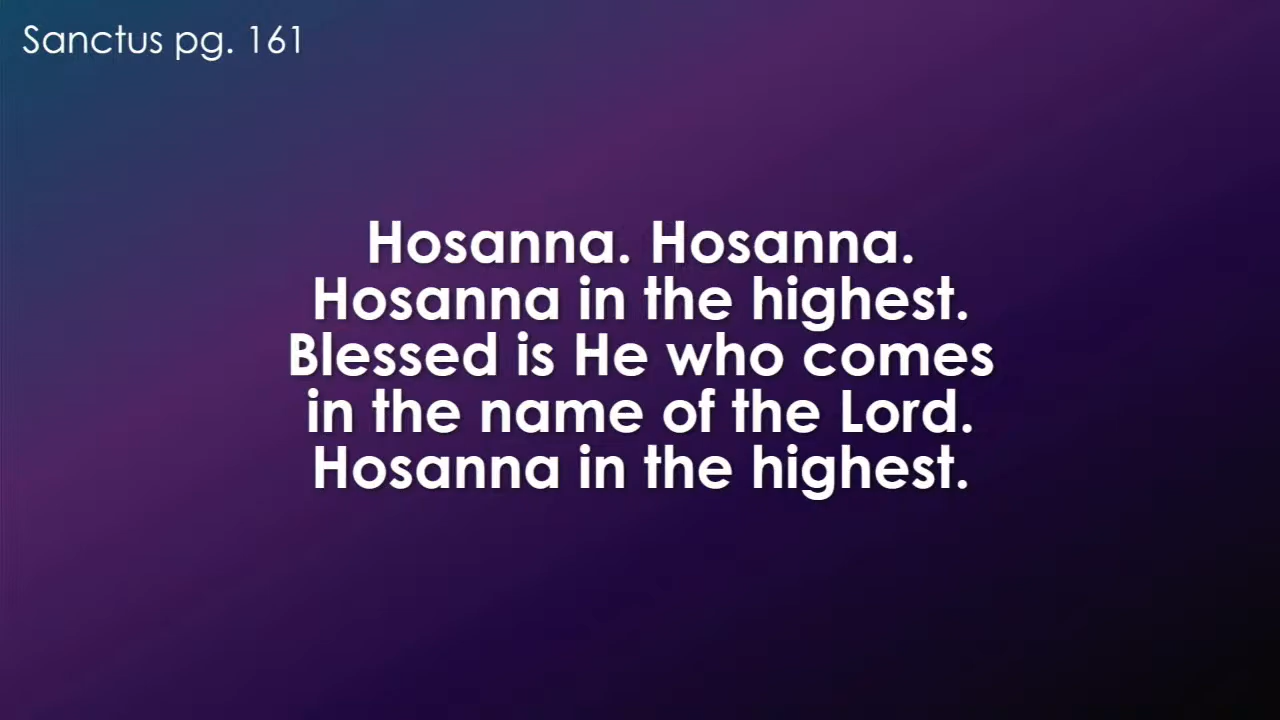 Sanctus pg. 161
Hosanna. Hosanna.
Hosanna in the highest.
Blessed is He who comes
in the name of the Lord.
Hosanna in the highest.